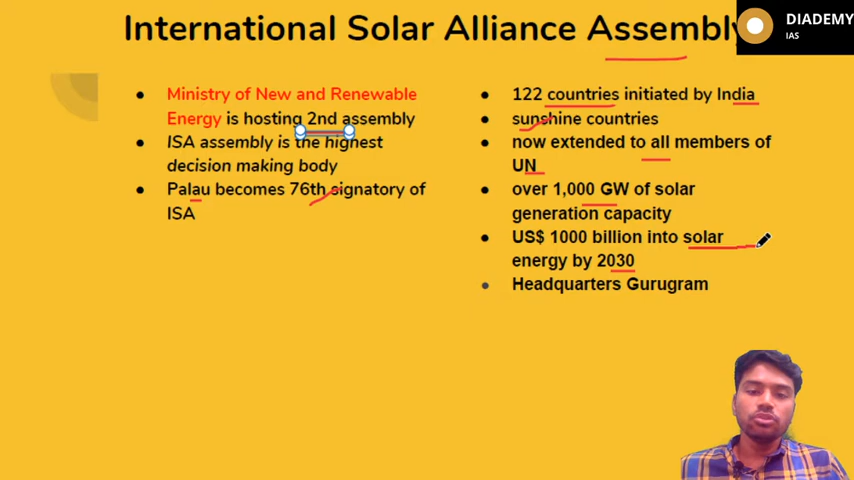 International Solar Alliance Assembly
DIADEMY
IAS
Ministry of New and Renewable
Energy is hosting 2nd assembly
ISA assembly is the highest
decision making body
Palau becomes 76th signatory of
ISA
122 countries initiated by India
sunshine countries
now extended to all members of
UN
over 1,000 GW of solar
generation capacity
US$ 1000 billion into solar
energy by 2030
Headquarters Gurugram